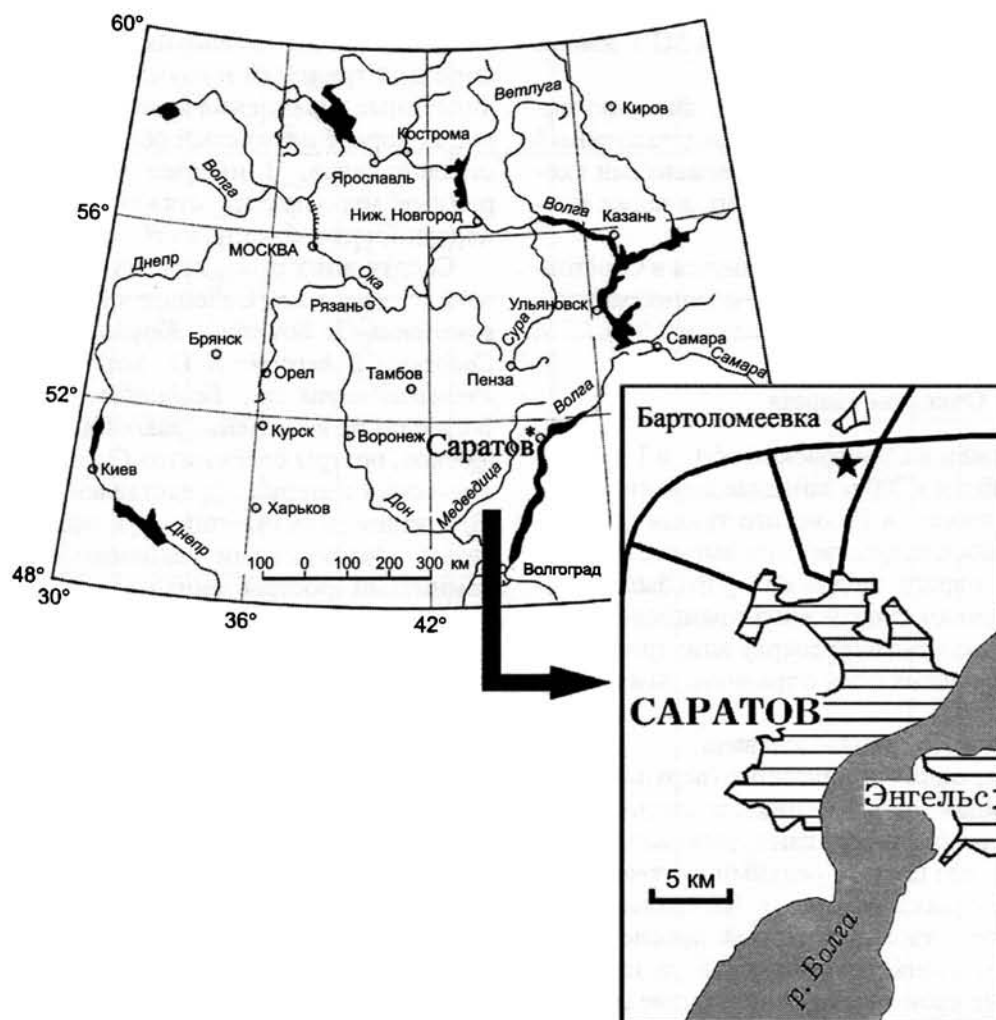 60°
Ветлуга
Киров
Кострома
Волга
Ярославль
56°
Ниж. Новгород
Волга
Казань
МОСКВА
Днепр
Ока
Рязань
Ульяновск
Сура
Брянск
Самара
Самара
Орел
Тамбов
Пенза
52°
Волга
Курск
Воронеж
Саратов
*
Киев
Дон
Медведица
Харьков
Днепр
100 0 100 200 300 км
Волгоград
48°
30°
36°
42°
Бартоломеевка
САРАТОВ
Энгельс
5 км
р. Волга